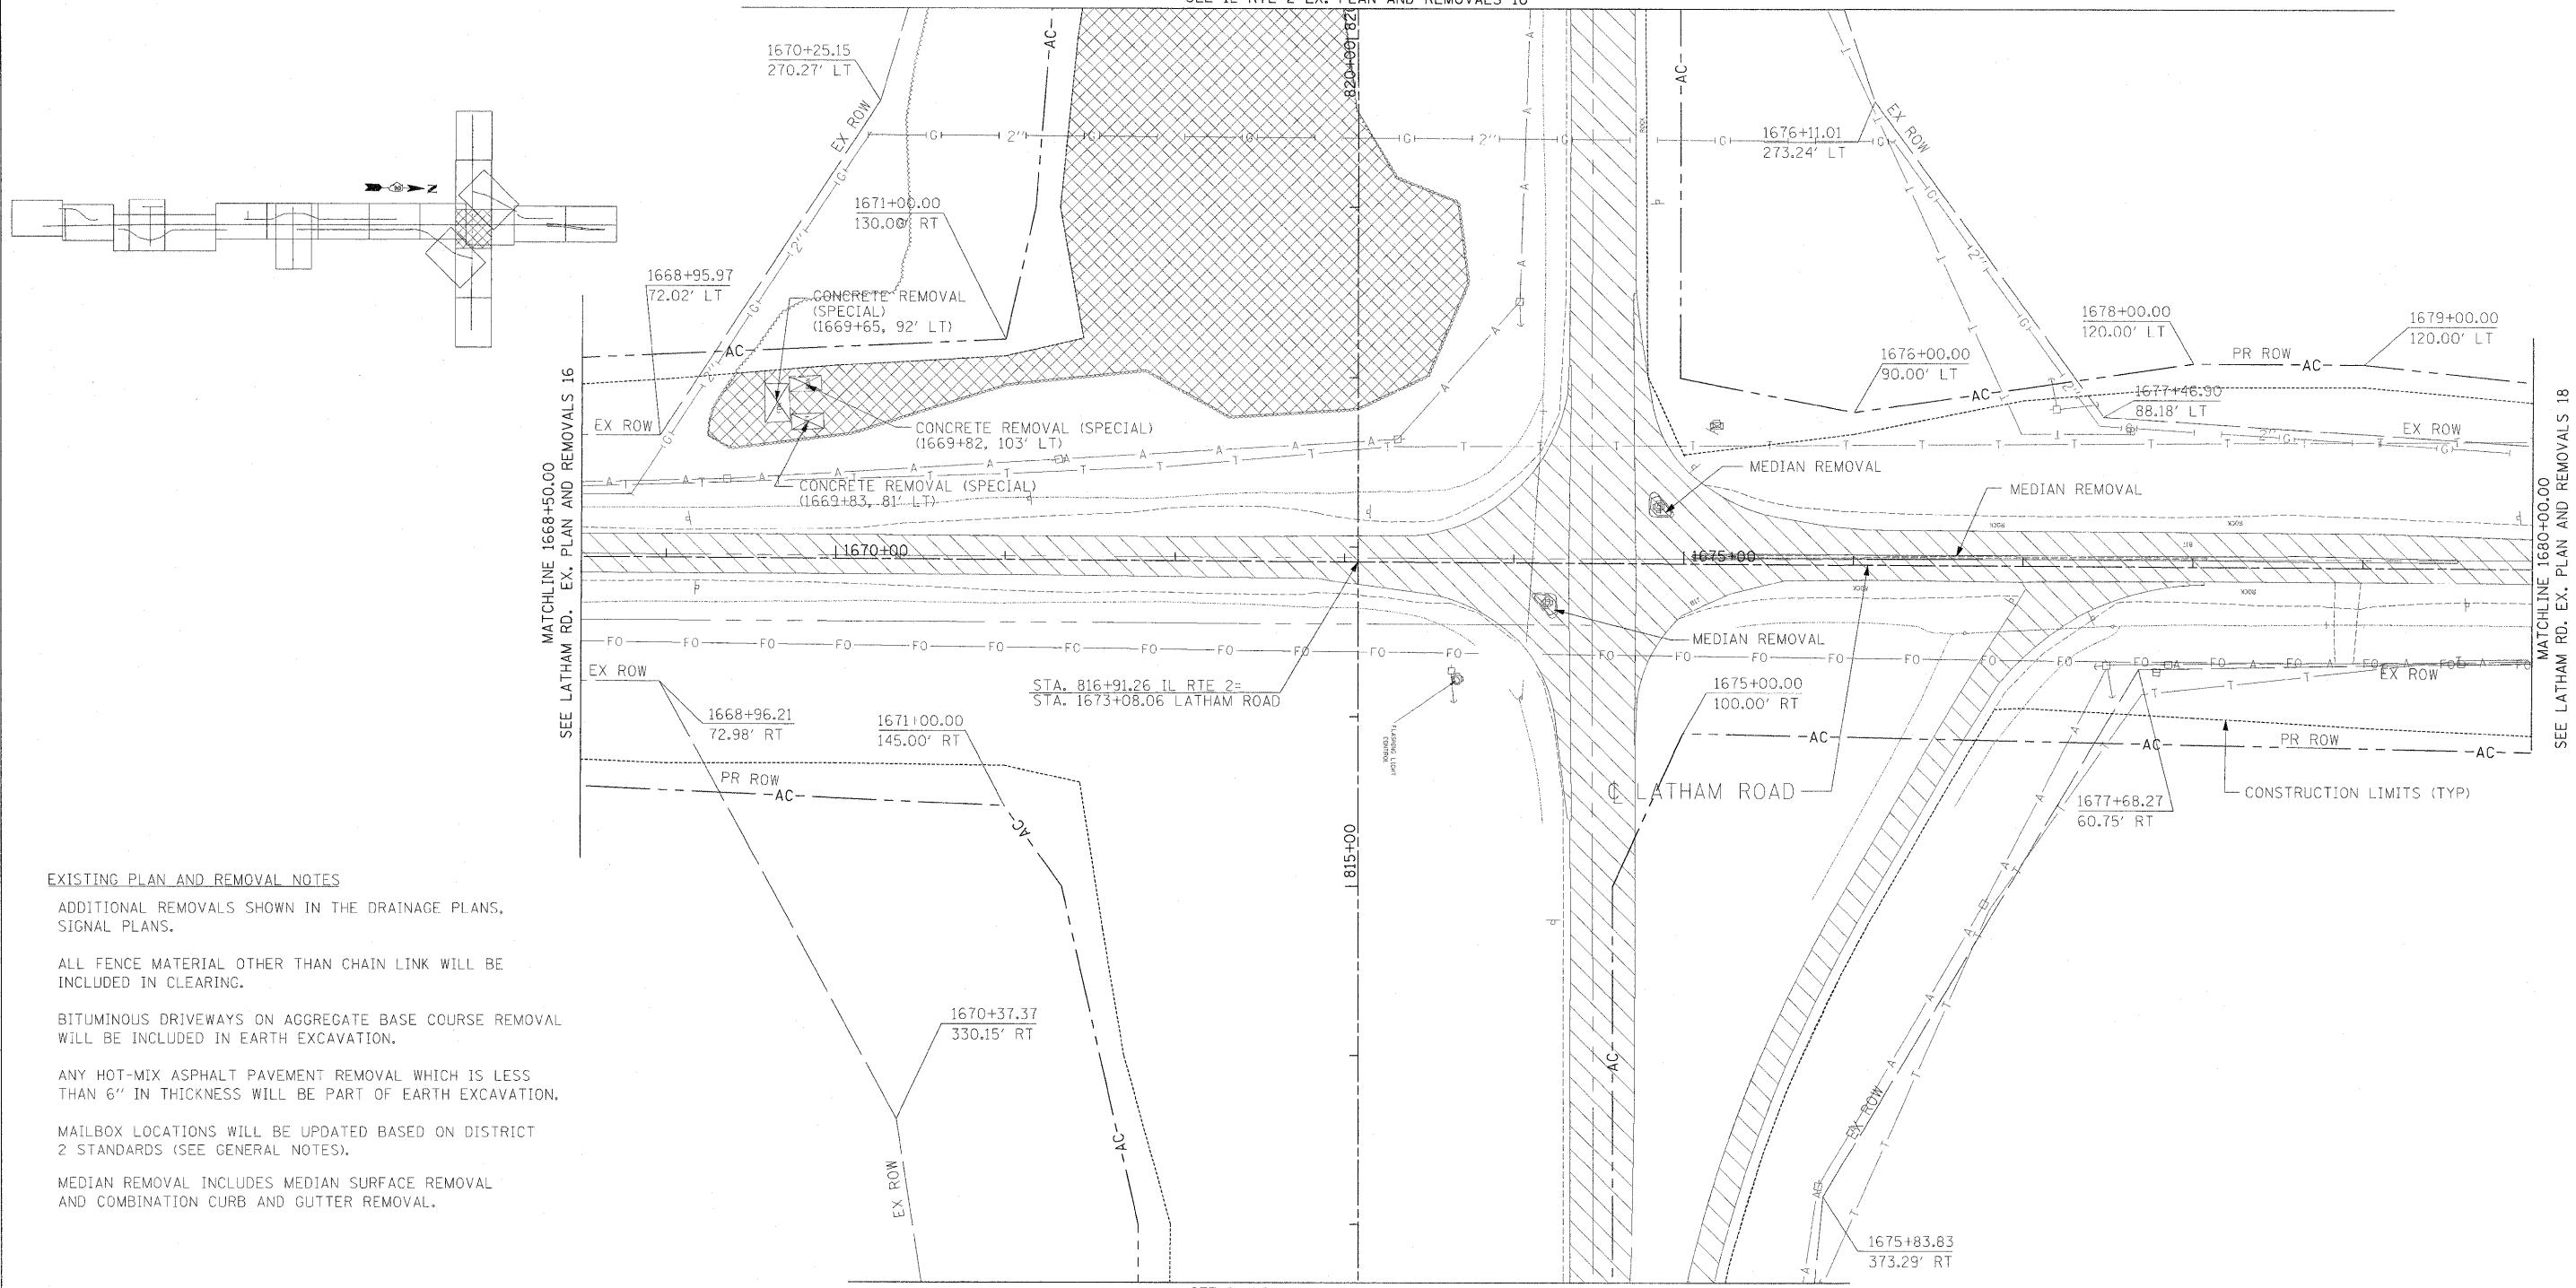 SEE IL RTE 2 EX. PLAN AND REMOVALS 16
1670+25.15
270.27' LT
EX ROW
AC
820+00
1676+11.01
273.24' LT
EX ROW
1671+00.00
130.00' RT
1668+95.97
72.02' LT
CONCRETE REMOVAL
(SPECIAL)
(1669+65, 92' LT)
1678+00.00
120.00' LT
1679+00.00
120.00' LT
1676+00.00
90.00' LT
PR ROW
AC
1677+46.90
88.18' LT
EX ROW
EX ROW
CONCRETE REMOVAL (SPECIAL)
(1669+82, 103' LT)
CONCRETE REMOVAL (SPECIAL)
(1669+83, 81' LT)
MEDIAN REMOVAL
MEDIAN REMOVAL
MATCHLINE 1668+50.00
SEE LATHAM RD. EX. PLAN AND REMOVALS 16
MATCHLINE 1680+00.00
SEE LATHAM RD. EX. PLAN AND REMOVALS 18
1670+00
1675+00
MEDIAN REMOVAL
EX ROW
STA. 816+91.26 IL RTE 2=
STA. 1673+08.06 LATHAM ROAD
1675+00.00
100.00' RT
EX ROW
1668+96.21
72.98' RT
1671+00.00
145.00' RT
FLASHING LIGHT
CONTROL
PR ROW
AC
PR ROW
AC
℄ LATHAM ROAD
1677+68.27
60.75' RT
CONSTRUCTION LIMITS (TYP)
815+00
EXISTING PLAN AND REMOVAL NOTES
ADDITIONAL REMOVALS SHOWN IN THE DRAINAGE PLANS,
SIGNAL PLANS.
ALL FENCE MATERIAL OTHER THAN CHAIN LINK WILL BE
INCLUDED IN CLEARING.
BITUMINOUS DRIVEWAYS ON AGGREGATE BASE COURSE REMOVAL
WILL BE INCLUDED IN EARTH EXCAVATION.
ANY HOT-MIX ASPHALT PAVEMENT REMOVAL WHICH IS LESS
THAN 6" IN THICKNESS WILL BE PART OF EARTH EXCAVATION.
MAILBOX LOCATIONS WILL BE UPDATED BASED ON DISTRICT
2 STANDARDS (SEE GENERAL NOTES).
MEDIAN REMOVAL INCLUDES MEDIAN SURFACE REMOVAL
AND COMBINATION CURB AND GUTTER REMOVAL.
1670+37.37
330.15' RT
EX ROW
EX ROW
1675+83.83
373.29' RT